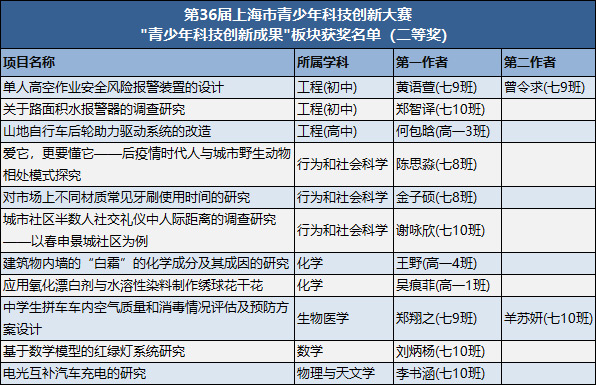 第36届上海市青少年科技创新大赛
"青少年科技创新成果"板块获奖名单（二等奖）
项目名称 所属学科 第一作者 第二作者
单人高空作业安全风险报警装置的设计 工程(初中) 黄语萱(七9班) 曾令求(七9班)
关于路面积水报警器的调查研究 工程(初中) 郑智译(七10班)
山地自行车后轮助力驱动系统的改造 工程(高中) 何包晗(高一3班)
爱它，更要懂它——后疫情时代人与城市野生动物
相处模式探究 行为和社会科学 陈思淼(七8班)
对市场上不同材质常见牙刷使用时间的研究 行为和社会科学 金子硕(七8班)
城市社区半数人社交礼仪中人际距离的调查研究
——以春申景城社区为例 行为和社会科学 谢咏欣(七10班)
建筑物内墙的“白霜”的化学成分及其成因的研究 化学 王野(高一4班)
应用氧化漂白剂与水溶性染料制作绣球花干花 化学 吴痕菲(高一1班)
中学生拼车车内空气质量和消毒情况评估及预防方
案设计 生物医学 郑翔之(七9班) 羊苏妍(七10班)
基于数学模型的红绿灯系统研究 数学 刘炳杨(七10班)
电光互补汽车充电的研究 物理与天文学 李书涵(七10班)